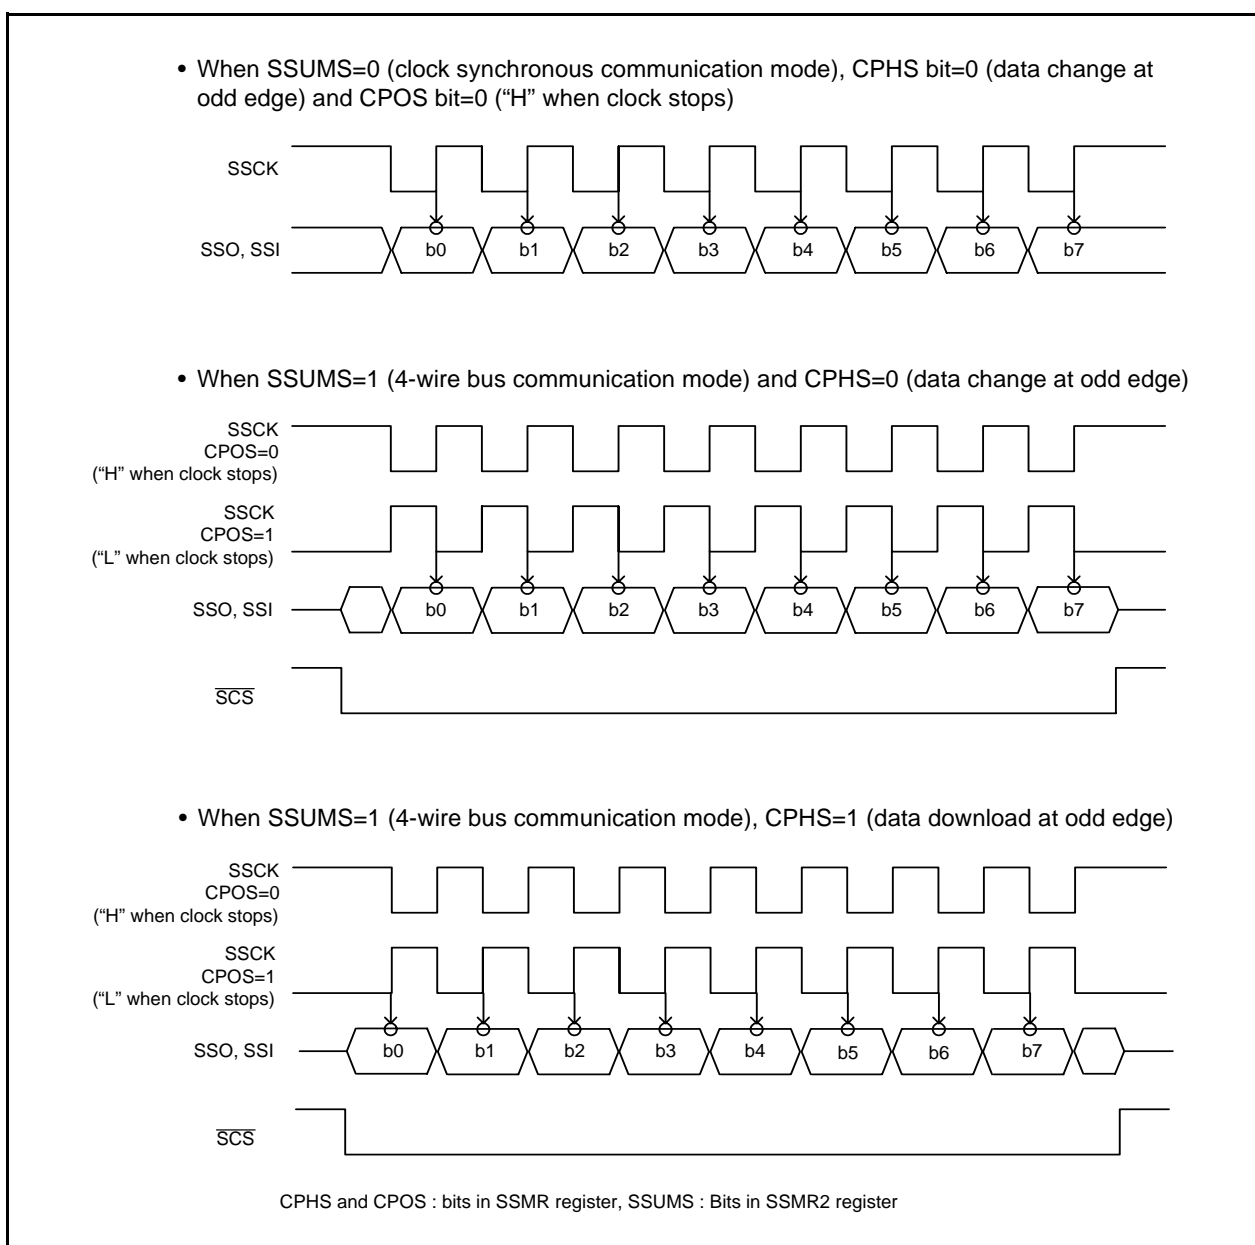 • When SSUMS=0 (clock synchronous communication mode), CPHS bit=0 (data change at
odd edge) and CPOS bit=0 (“H” when clock stops)
SSCK
SSO, SSI
b0 b1 b2 b3 b4 b5 b6 b7
• When SSUMS=1 (4-wire bus communication mode) and CPHS=0 (data change at odd edge)
SSCK
CPOS=0
(“H” when clock stops)
SSCK
CPOS=1
(“L” when clock stops)
SSO, SSI
b0 b1 b2 b3 b4 b5 b6 b7
SCS
• When SSUMS=1 (4-wire bus communication mode), CPHS=1 (data download at odd edge)
SSCK
CPOS=0
(“H” when clock stops)
SSCK
CPOS=1
(“L” when clock stops)
SSO, SSI
b0 b1 b2 b3 b4 b5 b6 b7
SCS
CPHS and CPOS : bits in SSMR register, SSUMS : Bits in SSMR2 register